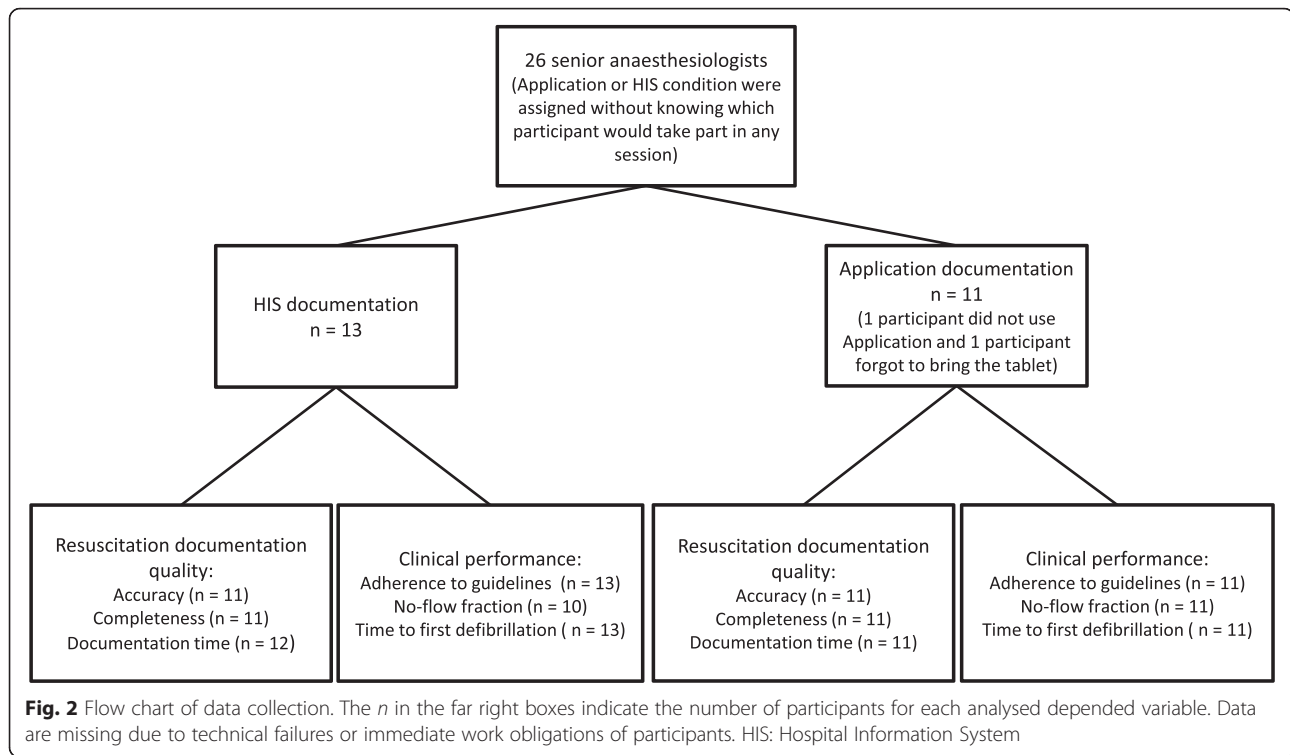 26 senior anaesthesiologists
(Application or HIS condition were
assigned without knowing which
participant would take part in any
session)
HIS documentation
n = 13
Application documentation
n = 11
(1 participant did not use
Application and 1 participant
forgot to bring the tablet)
Resuscitation documentation
quality:
Accuracy (n = 11)
Completeness (n = 11)
Documentation time (n = 12)
Clinical performance:
Adherence to guidelines (n = 13)
No-flow fraction (n = 10)
Time to first defibrillation ( n = 13)
Resuscitation documentation
quality:
Accuracy (n = 11)
Completeness (n = 11)
Documentation time (n = 11)
Clinical performance:
Adherence to guidelines (n = 11)
No-flow fraction (n = 11)
Time to first defibrillation ( n = 11)
Fig. 2 Flow chart of data collection. The n in the far right boxes indicate the number of participants for each analysed depended variable. Data
are missing due to technical failures or immediate work obligations of participants. HIS: Hospital Information System